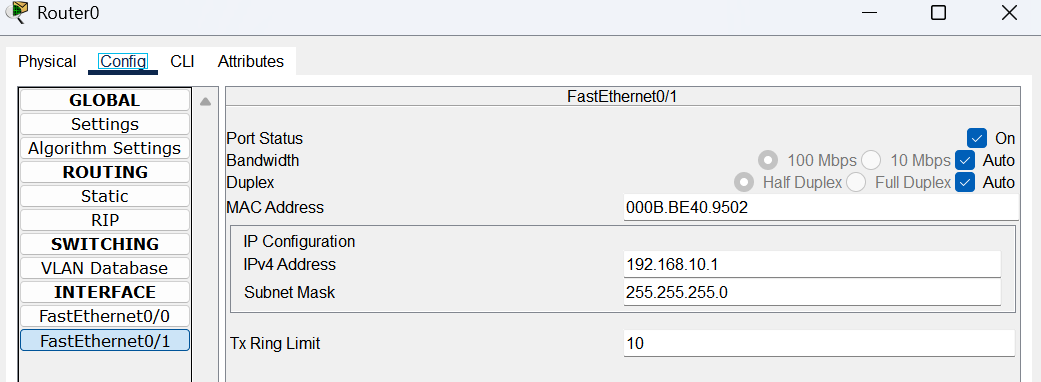 Router0
Physical Config CLI Attributes
GLOBAL
Settings
Algorithm Settings
ROUTING
Static
RIP
SWITCHING
VLAN Database
INTERFACE
FastEthernet0/0
FastEthernet0/1
FastEthernet0/1
Port Status On
Bandwidth 100 Mbps 10 Mbps Auto
Duplex Half Duplex Full Duplex Auto
MAC Address 000B.BE40.9502
IP Configuration
IPv4 Address 192.168.10.1
Subnet Mask 255.255.255.0
Tx Ring Limit 10